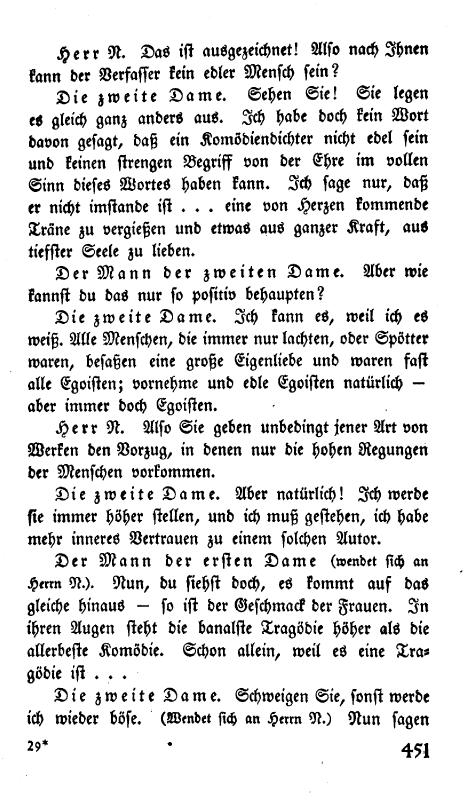 Herr N. Das ist ausgezeichnet! Also nach Ihnen
kann der Verfasser kein edler Mensch sein?
Die zweite Dame. Sehen Sie! Sie legen
es gleich ganz anders aus. Ich habe doch kein Wort
davon gesagt, daß ein Komödiendichter nicht edel sein
und keinen strengen Begriff von der Ehre im vollen
Sinn dieses Wortes haben kann. Ich sage nur, daß
er nicht imstande ist . . . eine von Herzen kommende
Träne zu vergießen und etwas aus ganzer Kraft, aus
tiefster Seele zu lieben.
Der Mann der zweiten Dame. Aber wie
kannst du das nur so positiv behaupten?
Die zweite Dame. Ich kann es, weil ich es
weiß. Alle Menschen, die immer nur lachten, oder Spötter
waren, besaßen eine große Eigenliebe und waren fast
alle Egoisten; vornehme und edle Egoisten natürlich —
aber immer doch Egoisten.
Herr N. Also Sie geben unbedingt jener Art von
Werken den Vorzug, in denen nur die hohen Regungen
der Menschen vorkommen.
Die zweite Dame. Aber natürlich! Ich werde
sie immer höher stellen, und ich muß gestehen, ich habe
mehr inneres Vertrauen zu einem solchen Autor.
Der Mann der ersten Dame (wendet sich an
Herrn N.). Nun, du siehst doch, es kommt auf das
gleiche hinaus — so ist der Geschmack der Frauen. In
ihren Augen steht die banalste Tragödie höher als die
allerbeste Komödie. Schon allein, weil es eine Tra-
gödie ist . . .
Die zweite Dame. Schweigen Sie, sonst werde
ich wieder böse. (Wendet sich an Herrn N.) Nun sagen
29* 451